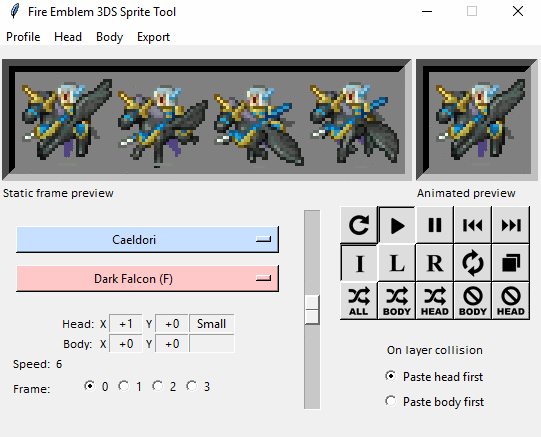 Fire Emblem 3DS Sprite Tool
Profile Head Body Export
Static frame preview
Animated preview
Caeldori
Dark Falcon (F)
Head: X +1 Y +0 Small
Body: X +0 Y +0
Speed: 6
Frame: 0 1 2 3
I L R
ALL BODY HEAD BODY HEAD
On layer collision
Paste head first
Paste body first